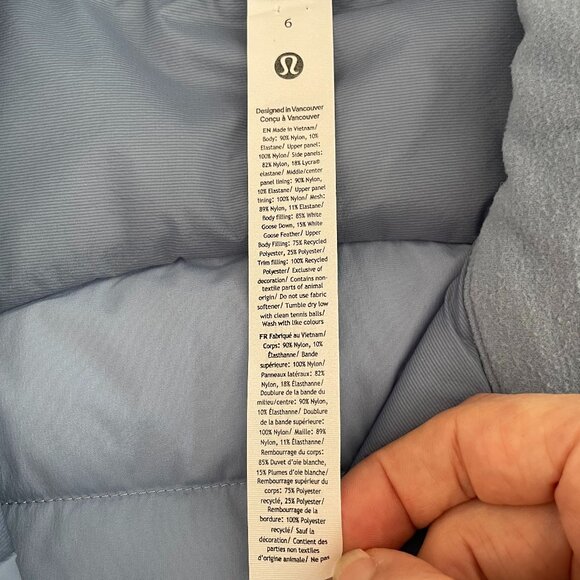 6
Designed in Vancouver
Conçu à Vancouver
EN Made in Vietnam/
Body: 90% Nylon, 10%
Elastane/ Upper panel:
100% Nylon/ Side panels:
82% Nylon, 18% Lycra®
elastane/ Middle/center
panel lining: 90% Nylon,
10% Elastane/ Upper panel
lining: 100% Nylon/ Mesh:
89% Nylon, 11% Elastane/
Body filling: 85% White
Goose Down, 15% White
Goose Feather/ Upper
Body Filling: 75% Recycled
Polyester, 25% Polyester/
Trim filling: 100% Recycled
Polyester/ Exclusive of
decoration/ Contains non-
textile parts of animal
origin/ Do not use fabric
softener/ Tumble dry low
with clean tennis balls/
Wash with like colours
FR Fabriqué au Vietnam/
Corps: 90% Nylon, 10%
Élasthanne/ Bande
supérieure: 100% Nylon/
Panneaux latéraux: 82%
Nylon, 18% Élasthanne/
Doublure de la bande du
milieu/centre: 90% Nylon,
10% Élasthanne/ Doublure
de la bande supérieure:
100% Nylon/ Maille: 89%
Nylon, 11% Élasthanne/
Rembourrage du corps:
85% Duvet d'oie blanche,
15% Plumes d'oie blanche/
Rembourrage supérieur du
corps: 75% Polyester
recyclé, 25% Polyester/
Rembourrage de la
bordure: 100% Polyester
recyclé/ Sauf la
décoration/ Contient des
parties non textiles
d'origine animale/ Ne pas